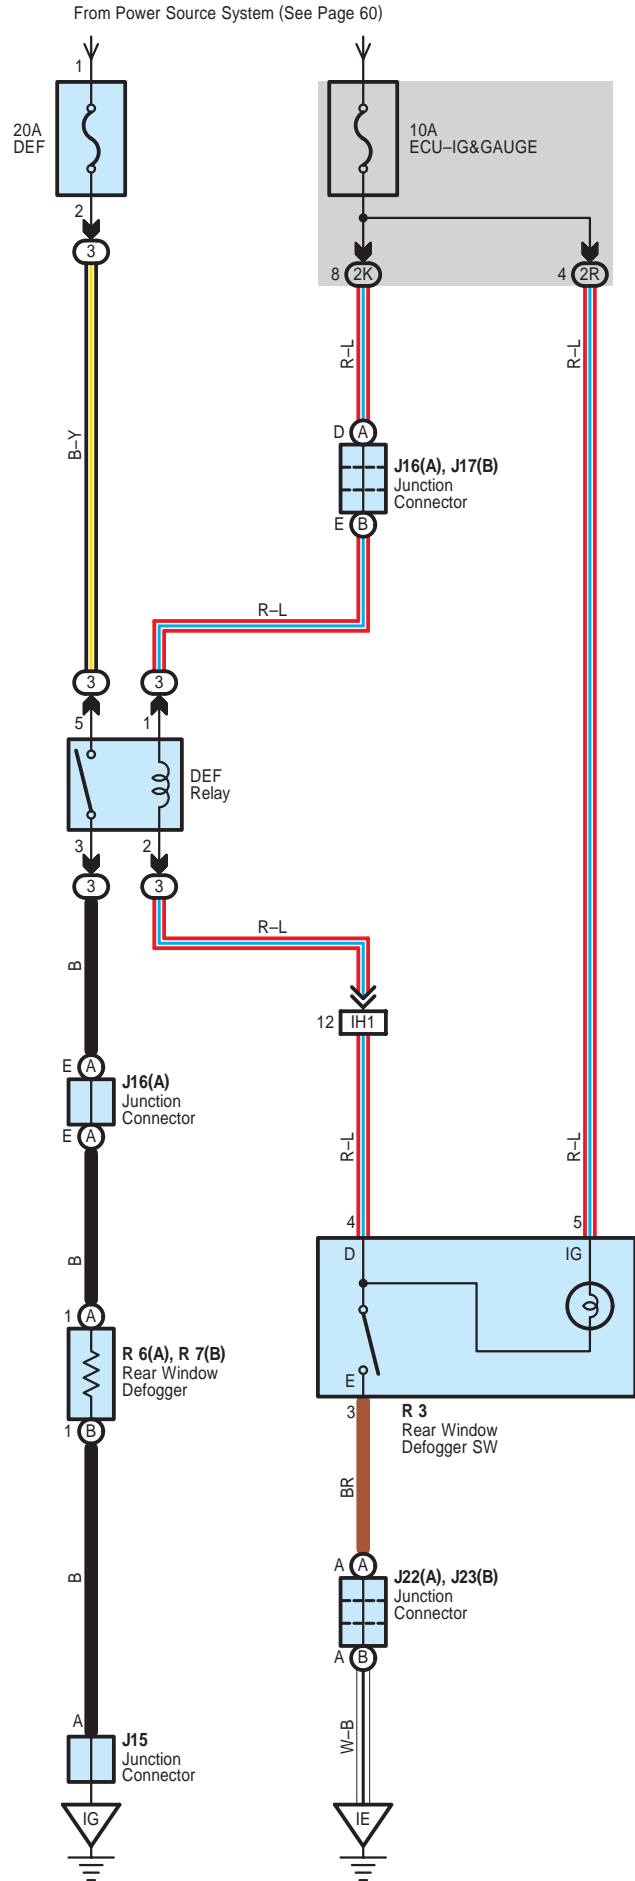 From Power Source System (See Page 60)
1
20A
DEF
10A
ECU–IG&GAUGE
2
3
8
2K
4
2R
R–L
R–L
B–Y
D
A
J16(A), J17(B)
Junction
Connector
E
B
R–L
3
3
5
1
DEF
Relay
3
2
3
3
R–L
B
12
IH1
E
A
J16(A)
Junction
Connector
E
A
R–L
R–L
B
4
5
D
IG
1
A
R 6(A), R 7(B)
Rear Window
Defogger
E
1
B
3
R 3
Rear Window
Defogger SW
BR
B
A
A
J22(A), J23(B)
Junction
Connector
A
B
A
W–B
J15
Junction
Connector
IG
IE